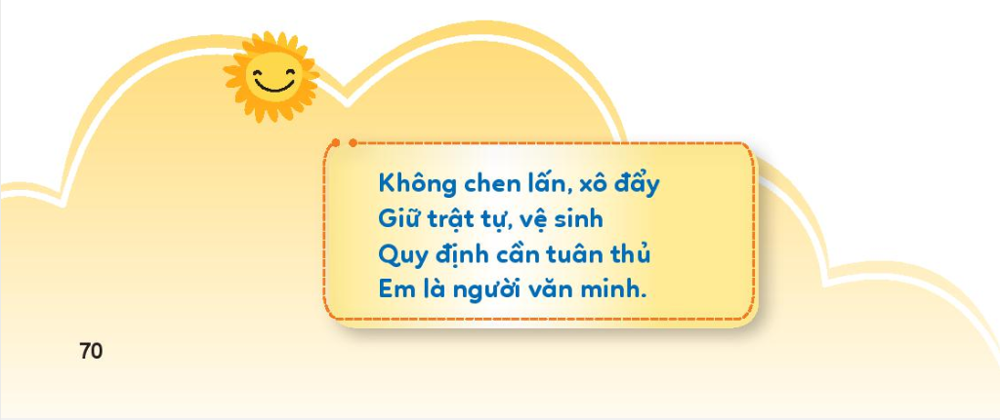 Không chen lấn, xô đẩy
Giữ trật tự, vệ sinh
Quy định cần tuân thủ
Em là người văn minh.
70